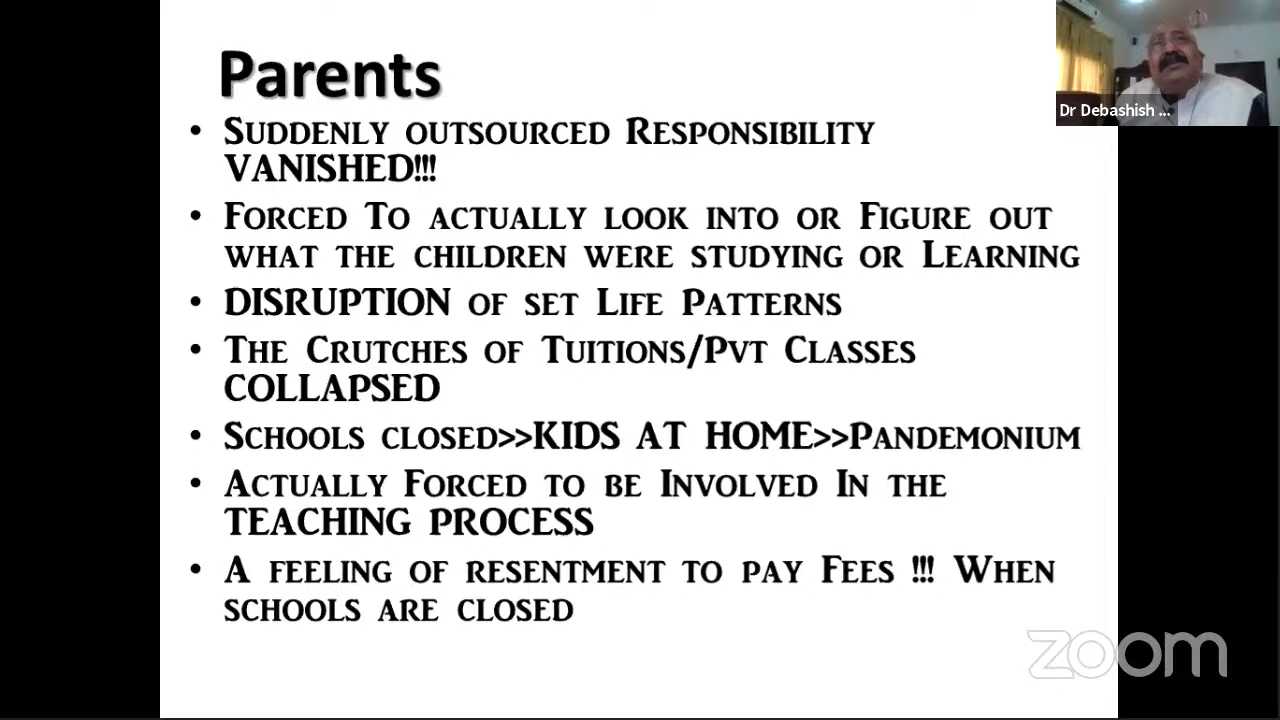 Parents
• Suddenly outsourced Responsibility
VANISHED!!!
• Forced To actually look into or Figure out
what the children were studying or Learning
• DISRUPTION of set Life Patterns
• The Crutches of Tuitions/Pvt Classes
COLLAPSED
• Schools closed>>KIDS AT HOME>>Pandemonium
• Actually Forced to be Involved In the
TEACHING PROCESS
• A feeling of resentment to pay Fees !!! When
schools are closed
Dr Debashish ...
zoom